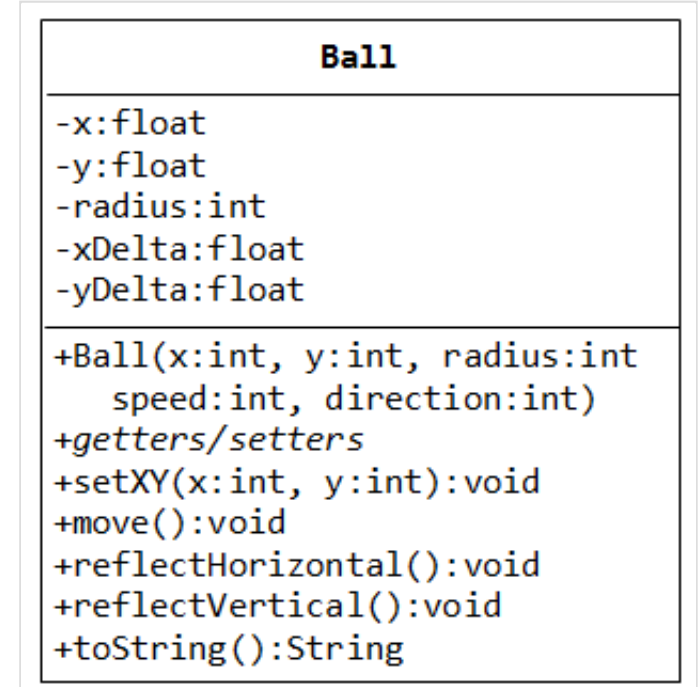 Ball
-x:float
-y:float
-radius:int
-xDelta:float
-yDelta:float
+Ball(x:int, y:int, radius:int
speed:int, direction:int)
+getters/setters
+setXY(x:int, y:int):void
+move():void
+reflectHorizontal():void
+reflectVertical():void
+toString():String